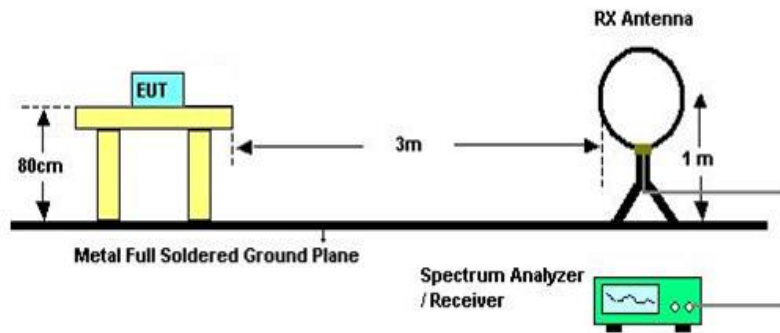 RX Antenna
EUT
3m
80cm
1 m
Metal Full Soldered Ground Plane
Spectrum Analyzer
/ Receiver